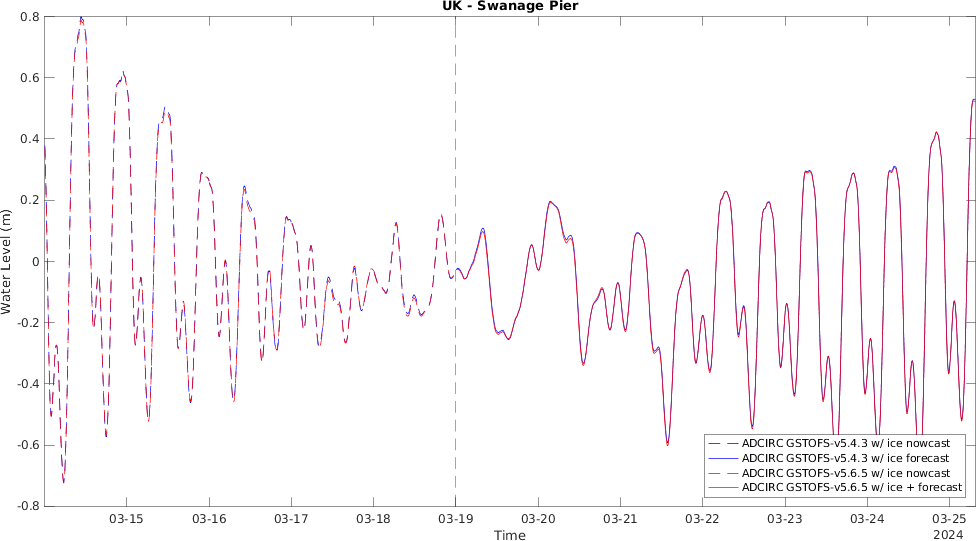 UK - Swanage Pier
Water Level (m)
0.8
0.6
0.4
0.2
0
-0.2
-0.4
-0.6
-0.8
03-15 03-16 03-17 03-18 03-19 03-20 03-21 03-22 03-23 03-24 03-25
Time 2024
ADCIRC GSTOFS-v5.4.3 w/ ice nowcast
ADCIRC GSTOFS-v5.4.3 w/ ice forecast
ADCIRC GSTOFS-v5.6.5 w/ ice nowcast
ADCIRC GSTOFS-v5.6.5 w/ ice + forecast